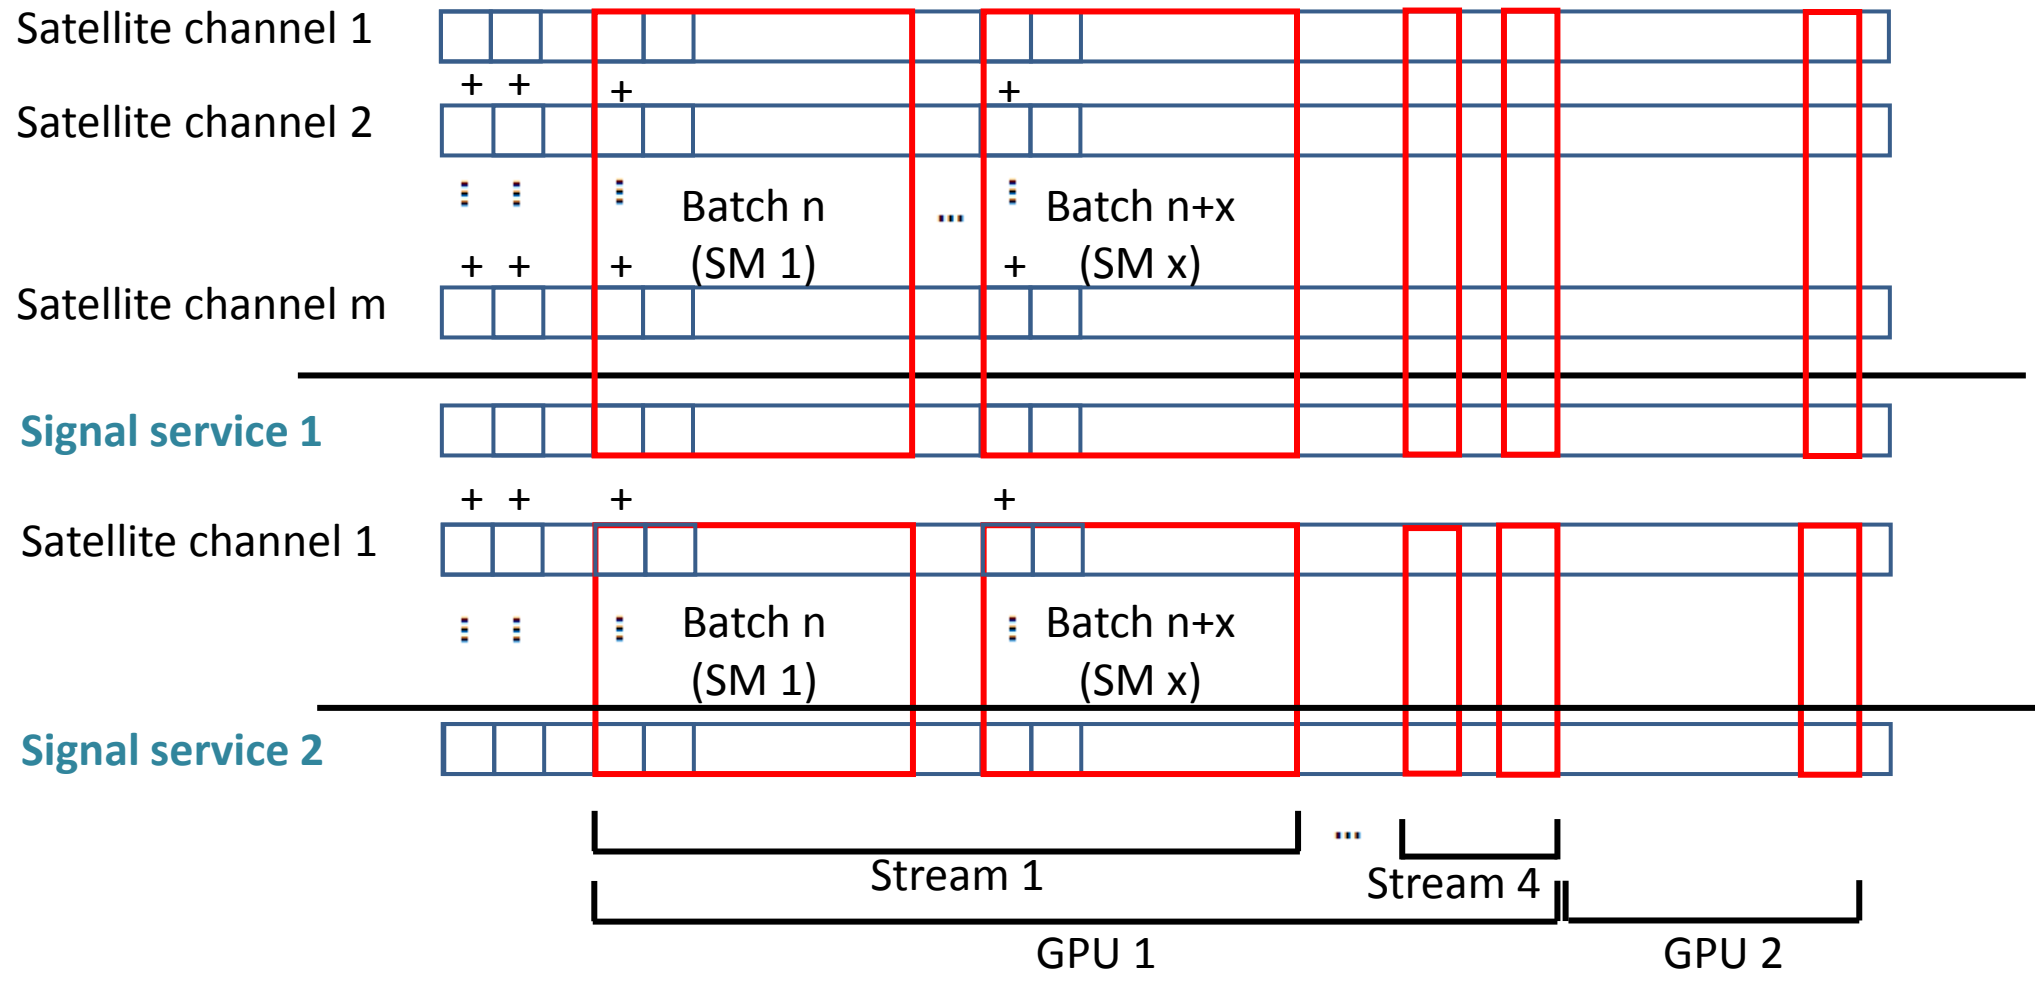 Satellite channel 1
+ + + +
Satellite channel 2
Batch n ... Batch n+x
(SM 1) (SM x)
+ + + +
Satellite channel m
Signal service 1
+ + + +
Satellite channel 1
Batch n Batch n+x
(SM 1) (SM x)
Signal service 2
...
Stream 1 Stream 4
GPU 1 GPU 2